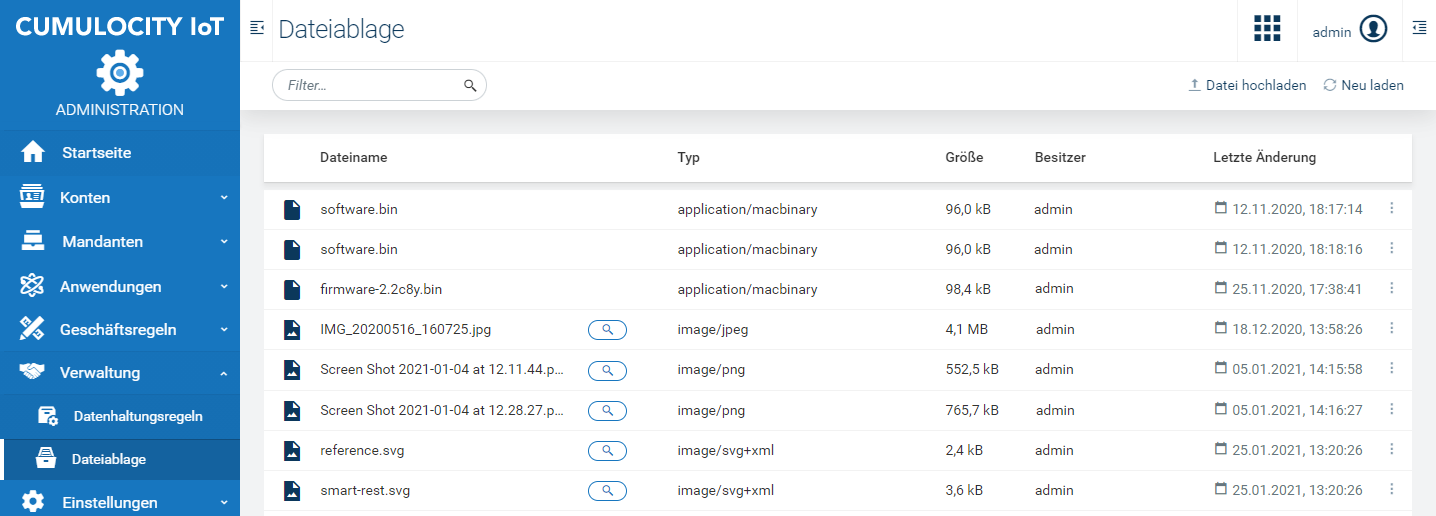 CUMULOCITY IoT
ADMINISTRATION
Startseite
Konten
Mandanten
Anwendungen
Geschäftsregeln
Verwaltung
Datenhaltungsregeln
Dateiablage
Einstellungen
Dateiablage
admin
Filter...
Datei hochladen Neu laden
Dateiname Typ Größe Besitzer Letzte Änderung
software.bin application/macbinary 96,0 kB admin 12.11.2020, 18:17:14
software.bin application/macbinary 96,0 kB admin 12.11.2020, 18:18:16
firmware-2.2c8y.bin application/macbinary 98,4 kB admin 25.11.2020, 17:38:41
IMG_20200516_160725.jpg image/jpeg 4,1 MB admin 18.12.2020, 13:58:26
Screen Shot 2021-01-04 at 12.11.44.p... image/png 552,5 kB admin 05.01.2021, 14:15:58
Screen Shot 2021-01-04 at 12.28.27.p... image/png 765,7 kB admin 05.01.2021, 14:16:27
reference.svg image/svg+xml 2,4 kB admin 25.01.2021, 13:20:26
smart-rest.svg image/svg+xml 3,6 kB admin 25.01.2021, 13:20:26